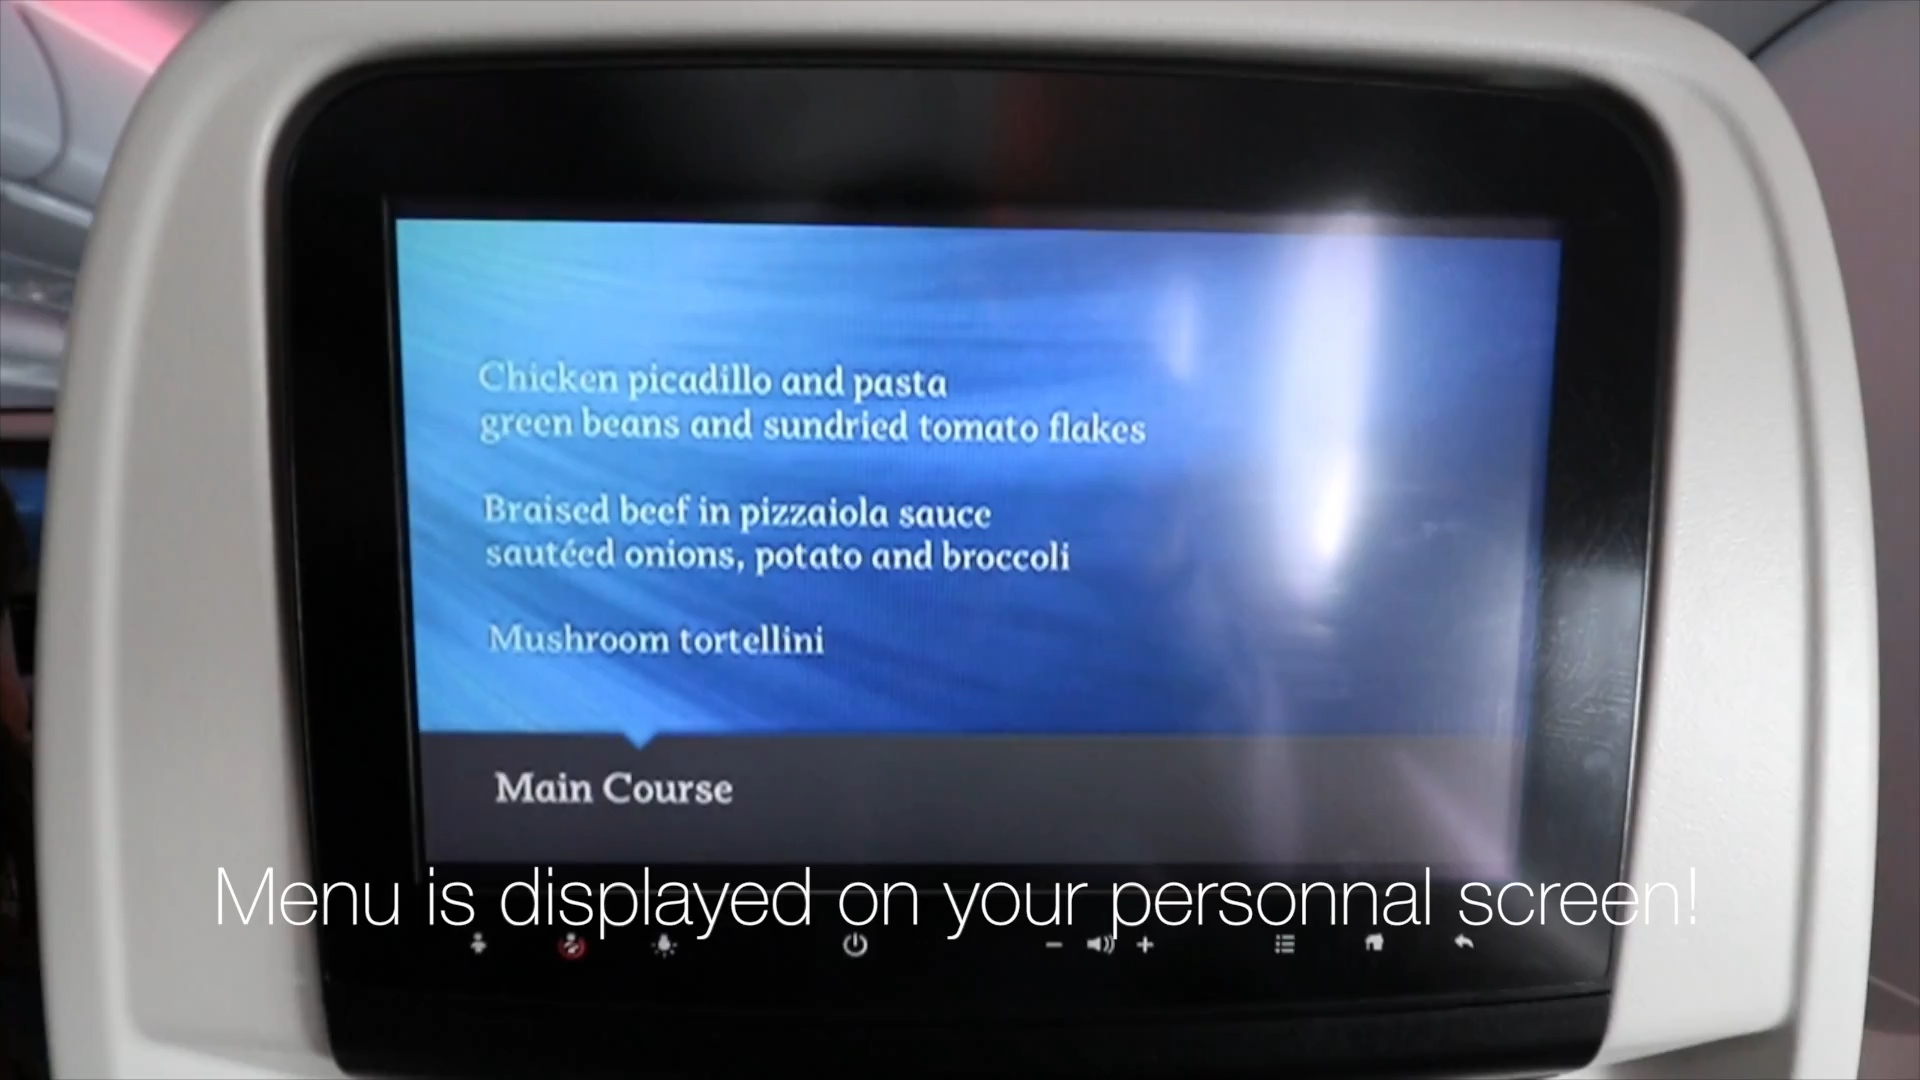 Chicken picadillo and pasta
green beans and sundried tomato flakes
Braised beef in pizzaiola sauce
sautéed onions, potato and broccoli
Mushroom tortellini
Main Course
Menu is displayed on your personnal screen!